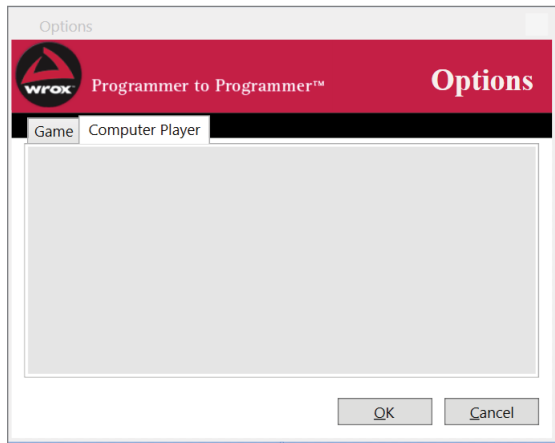 Options
wrox
Programmer to Programmer™
Options
Game
Computer Player
OK
Cancel